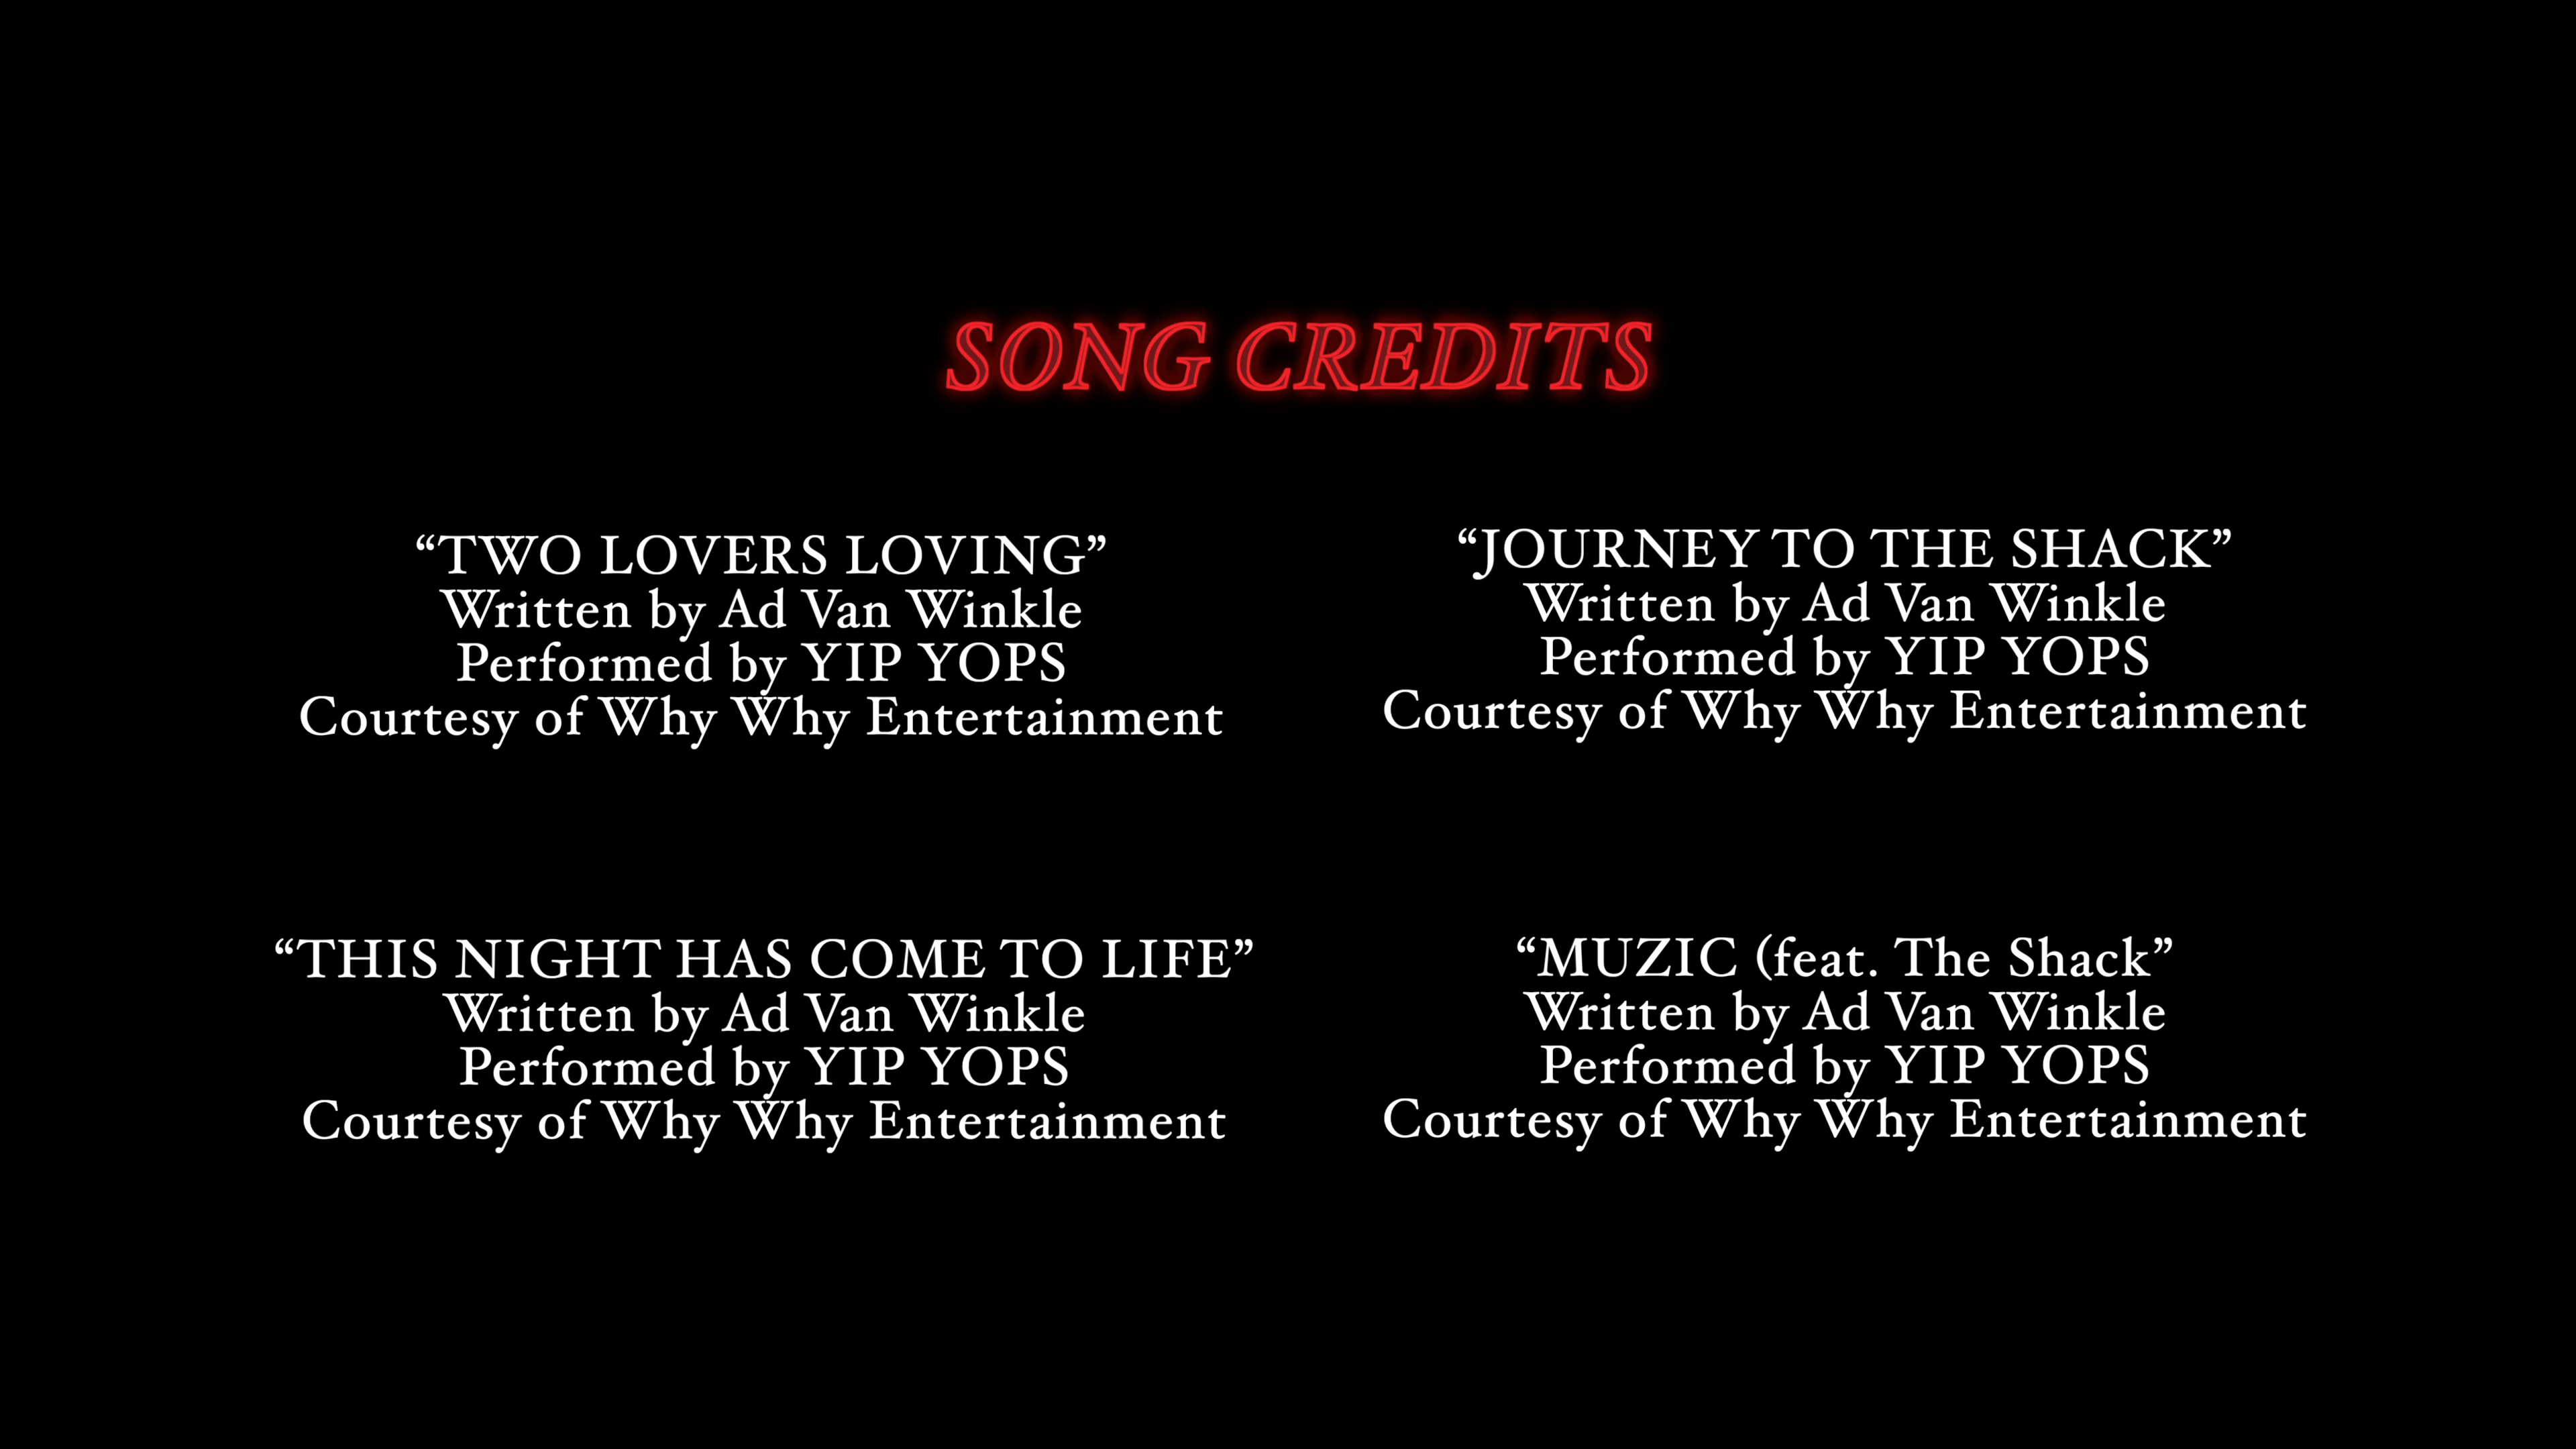 SONG CREDITS
“TWO LOVERS LOVING”
Written by Ad Van Winkle
Performed by YIP YOPS
Courtesy of Why Why Entertainment
“JOURNEY TO THE SHACK”
Written by Ad Van Winkle
Performed by YIP YOPS
Courtesy of Why Why Entertainment
“THIS NIGHT HAS COME TO LIFE”
Written by Ad Van Winkle
Performed by YIP YOPS
Courtesy of Why Why Entertainment
“MUZIC (feat. The Shack”
Written by Ad Van Winkle
Performed by YIP YOPS
Courtesy of Why Why Entertainment